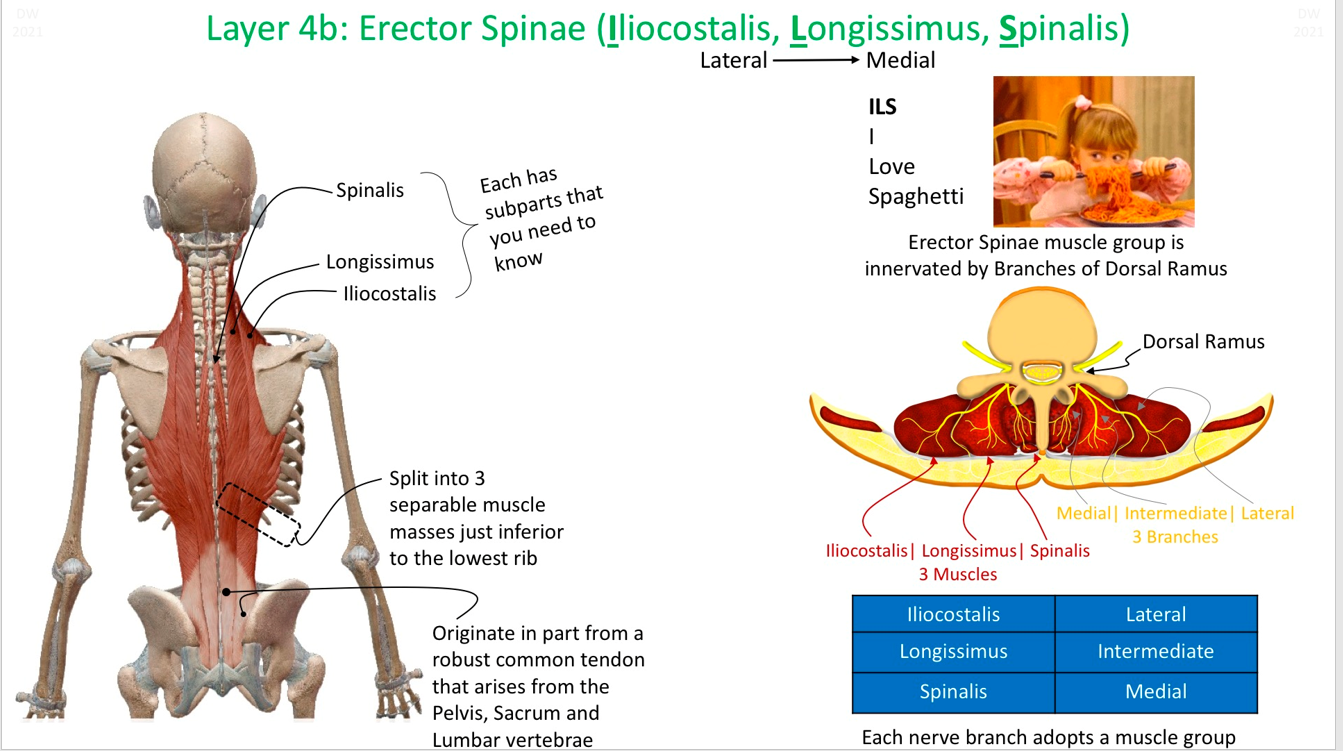 DW
2021
DW
2021
Layer 4b: Erector Spinae (Iliocostalis, Longissimus, Spinalis)
Lateral
Medial
ILS
I
Love
Spaghetti
Spinalis
Longissimus
Iliocostalis
Each has
subparts that
you need to
know
Erector Spinae muscle group is
innervated by Branches of Dorsal Ramus
Dorsal Ramus
Split into 3
separable muscle
masses just inferior
to the lowest rib
Medial| Intermediate| Lateral
3 Branches
Iliocostalis| Longissimus| Spinalis
3 Muscles
Originate in part from a
robust common tendon
that arises from the
Pelvis, Sacrum and
Lumbar vertebrae
Iliocostalis Lateral
Longissimus Intermediate
Spinalis Medial
Each nerve branch adopts a muscle group